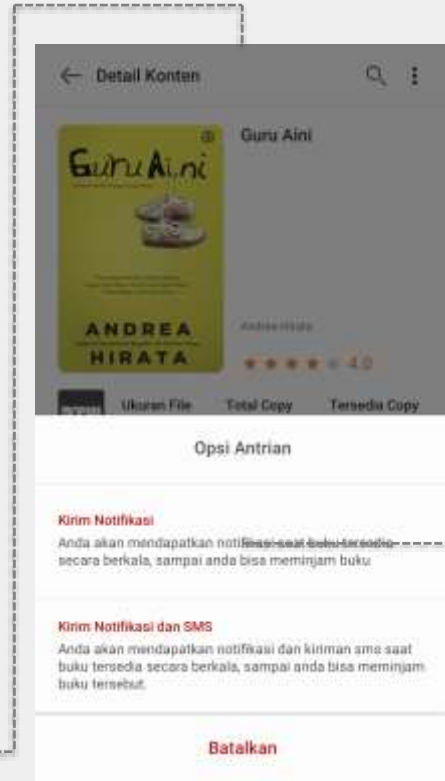 Detail Konten
Guru Aini
Guru Aini
ANDREA
HIRATA
Andrea Hirata
4.0
Ukuran File Total Copy Tersedia Copy
Opsi Antrian
Kirim Notifikasi
Anda akan mendapatkan notifikasi saat buku tersedia
secara berkala, sampai anda bisa meminjam buku
Kirim Notifikasi dan SMS
Anda akan mendapatkan notifikasi dan kiriman sms saat
buku tersedia secara berkala, sampai anda bisa meminjam
buku tersebut.
Batalkan